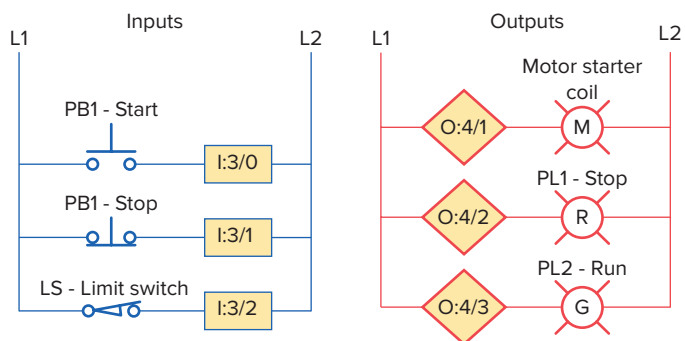 Inputs
L1
L2
PB1 - Start
I:3/0
PB1 - Stop
I:3/1
LS - Limit switch
I:3/2
Outputs
L1
L2
Motor starter
coil
O:4/1
M
PL1 - Stop
O:4/2
R
PL2 - Run
O:4/3
G